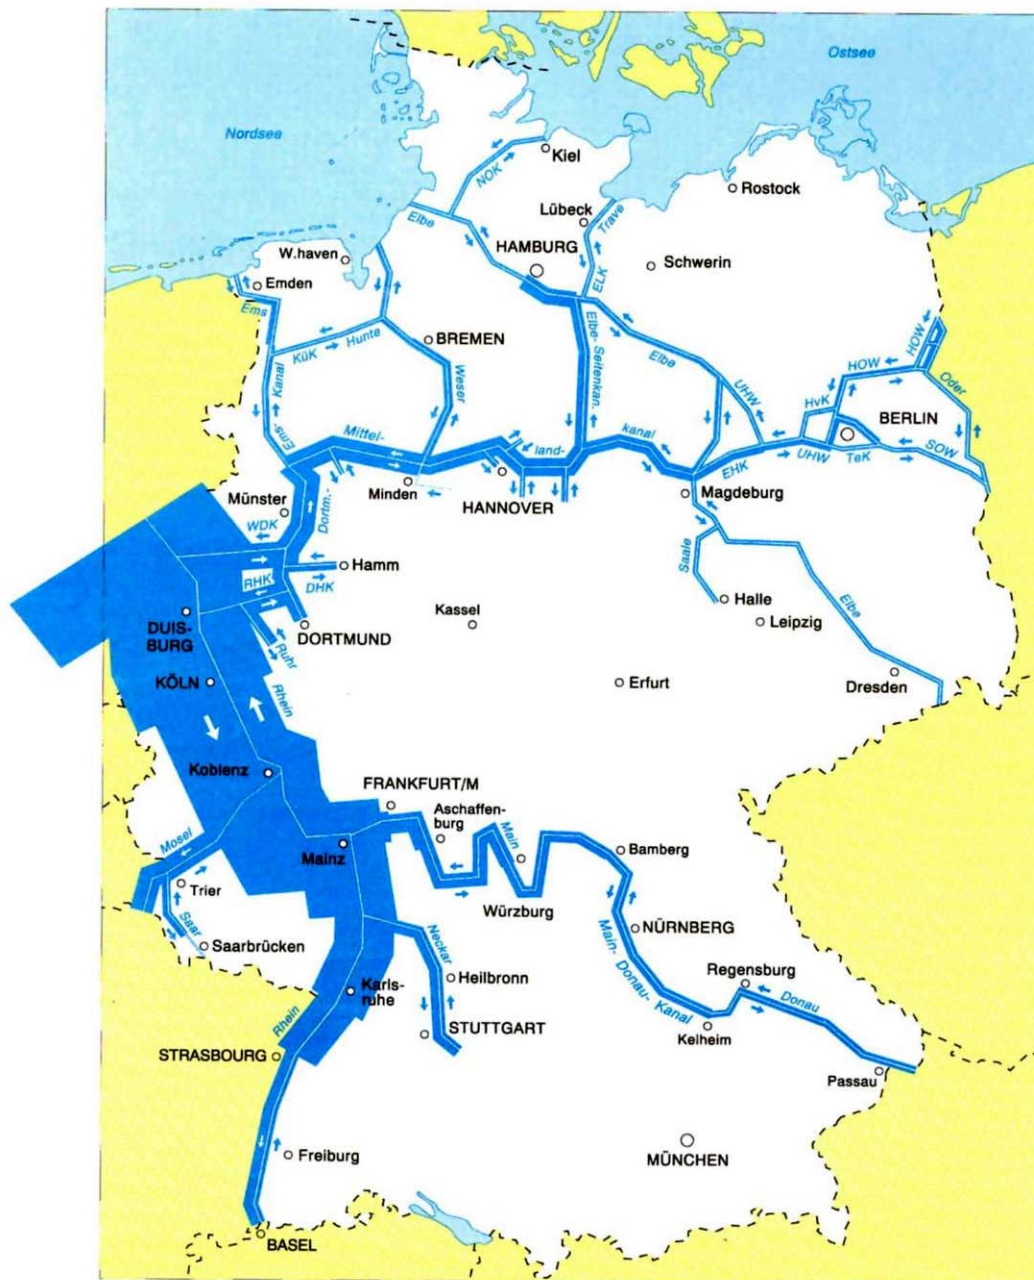 Ostsee
Nordsee
Kiel
NOK
Rostock
Lübeck
Trave
Elbe
HAMBURG
ELK
Schwerin
W.haven
Emden
Ems
KüK
Hunte
BREMEN
Weser
Elbe-Seitenkan.
Elbe
UHW
HOW
HOW
Oder
HvK
BERLIN
UHW
TeK
SOW
EHK
Ems-
Kanal
Mittel-
land-
kanal
Minden
HANNOVER
Magdeburg
Münster
Dortm.-
WDK
Hamm
RHK
DHK
Saale
Halle
Elbe
Leipzig
Kassel
DUIS-
BURG
DORTMUND
Ruhr
KÖLN
Rhein
Erfurt
Dresden
Koblenz
FRANKFURT/M
Aschaffen-
burg
Main
Mosel
Mainz
Bamberg
Trier
Würzburg
Saar
Saarbrücken
Neckar
NÜRNBERG
Main-Donau-Kanal
Heilbronn
Regensburg
Donau
Karls-
ruhe
Rhein
STUTTGART
Kelheim
STRASBOURG
Passau
Freiburg
MÜNCHEN
BASEL